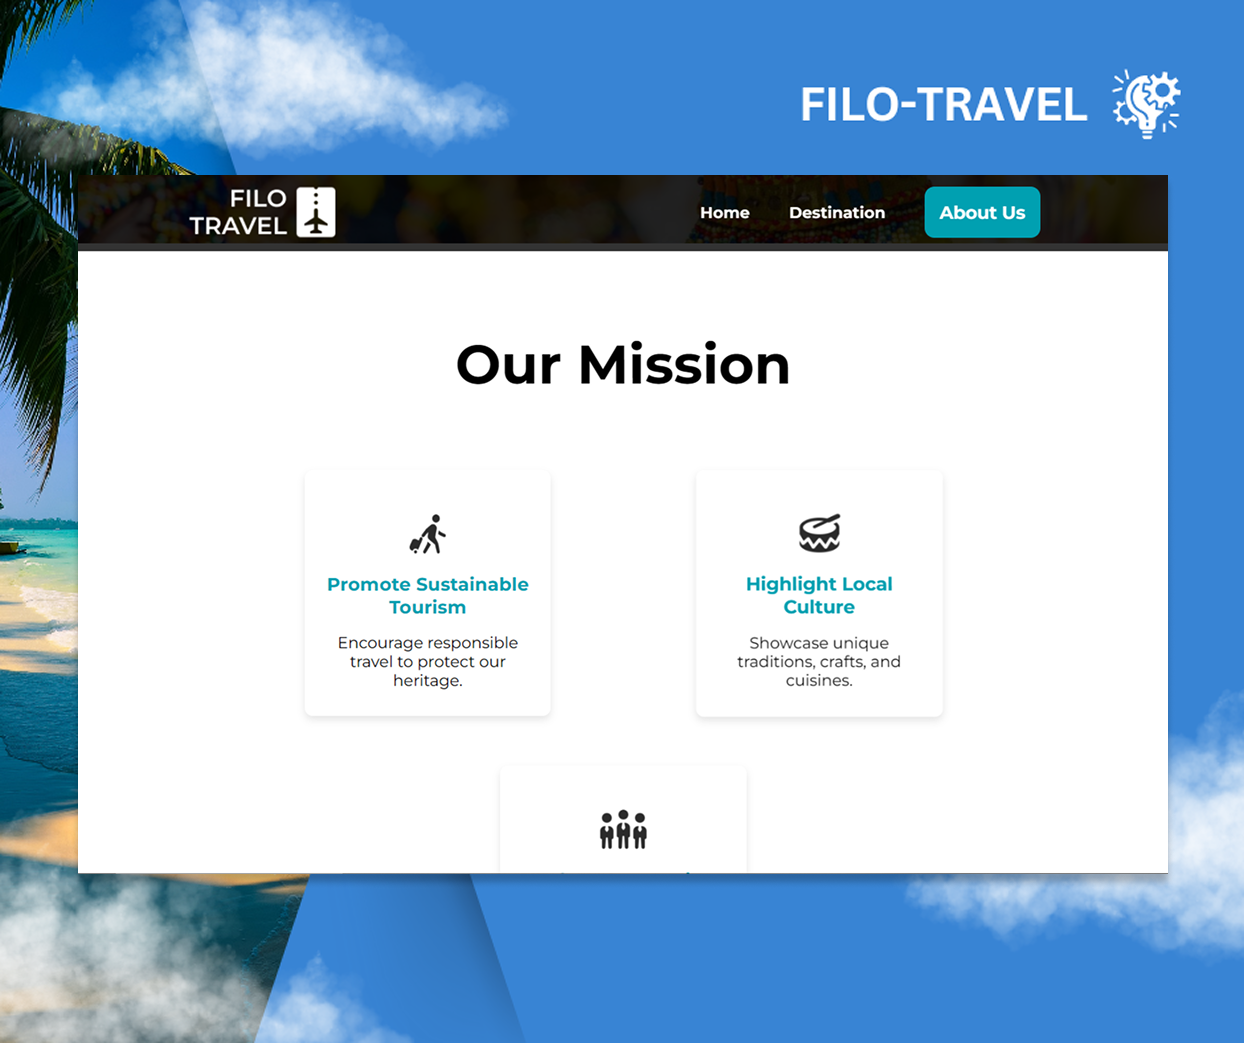 FILO-TRAVEL
FILO
TRAVEL
Home
Destination
About Us
Our Mission
Promote Sustainable
Tourism
Encourage responsible
travel to protect our
heritage.
Highlight Local
Culture
Showcase unique
traditions, crafts, and
cuisines.